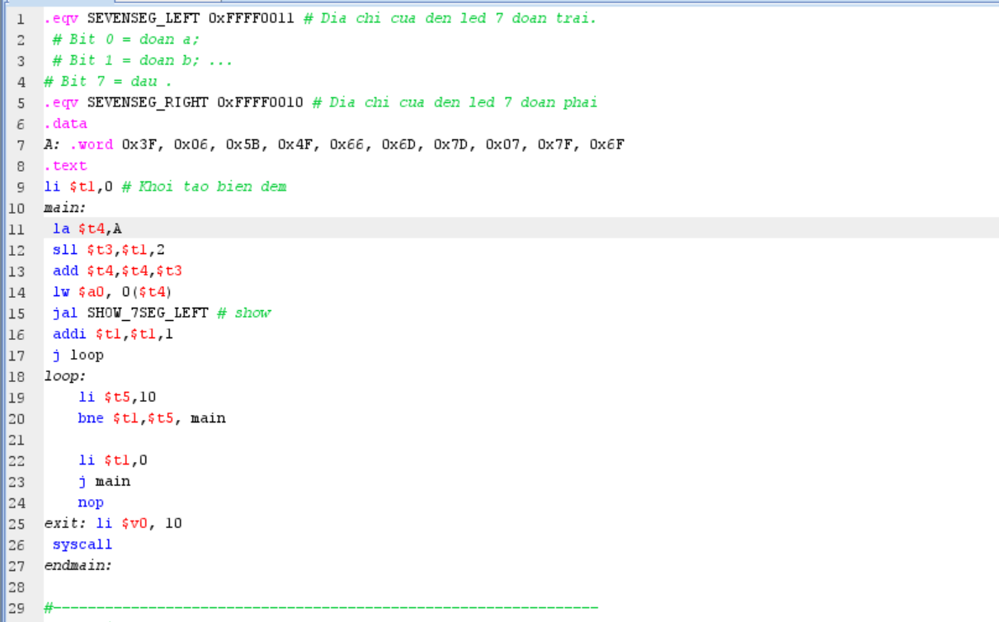 1 .eqv SEVENSEG_LEFT 0xFFFF0011 # Dia chi cua den led 7 doan trai.
2 # Bit 0 = doan a;
3 # Bit 1 = doan b; ...
4 # Bit 7 = dau .
5 .eqv SEVENSEG_RIGHT 0xFFFF0010 # Dia chi cua den led 7 doan phai
6 .data
7 A: .word 0x3F, 0x06, 0x5B, 0x4F, 0x66, 0x6D, 0x7D, 0x07, 0x7F, 0x6F
8 .text
9 li $t1,0 # Khoi tao bien dem
10 main:
11 la $t4,A
12 sll $t3,$t1,2
13 add $t4,$t4,$t3
14 lw $a0, 0($t4)
15 jal SHOW_7SEG_LEFT # show
16 addi $t1,$t1,1
17 j loop
18 loop:
19 li $t5,10
20 bne $t1,$t5, main
21
22 li $t1,0
23 j main
24 nop
25 exit: li $v0, 10
26 syscall
27 endmain:
28
29 #---------------------------------------------------------------